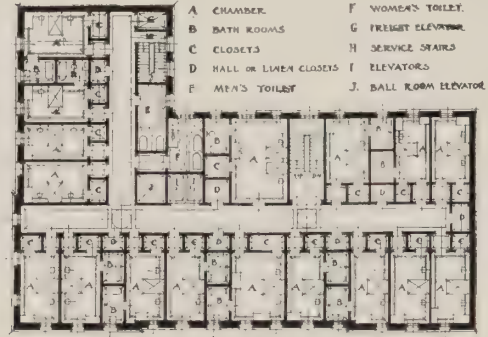 A CHAMBER
B BATH ROOMS
C CLOSETS
D HALL OR LINEN CLOSETS
E MEN'S TOILET
F WOMEN'S TOILET.
G FREIGHT ELEVATOR
H SERVICE STAIRS
I ELEVATORS
J. BALL ROOM ELEVATOR
A C G
H
B B C
A C
E
A C
F B B
A C J I C A A B A A
D
C C D C C C C
D
C C C C D C C C C D C C D C C C C C
B B B
A A A A A A A A A A
B B B